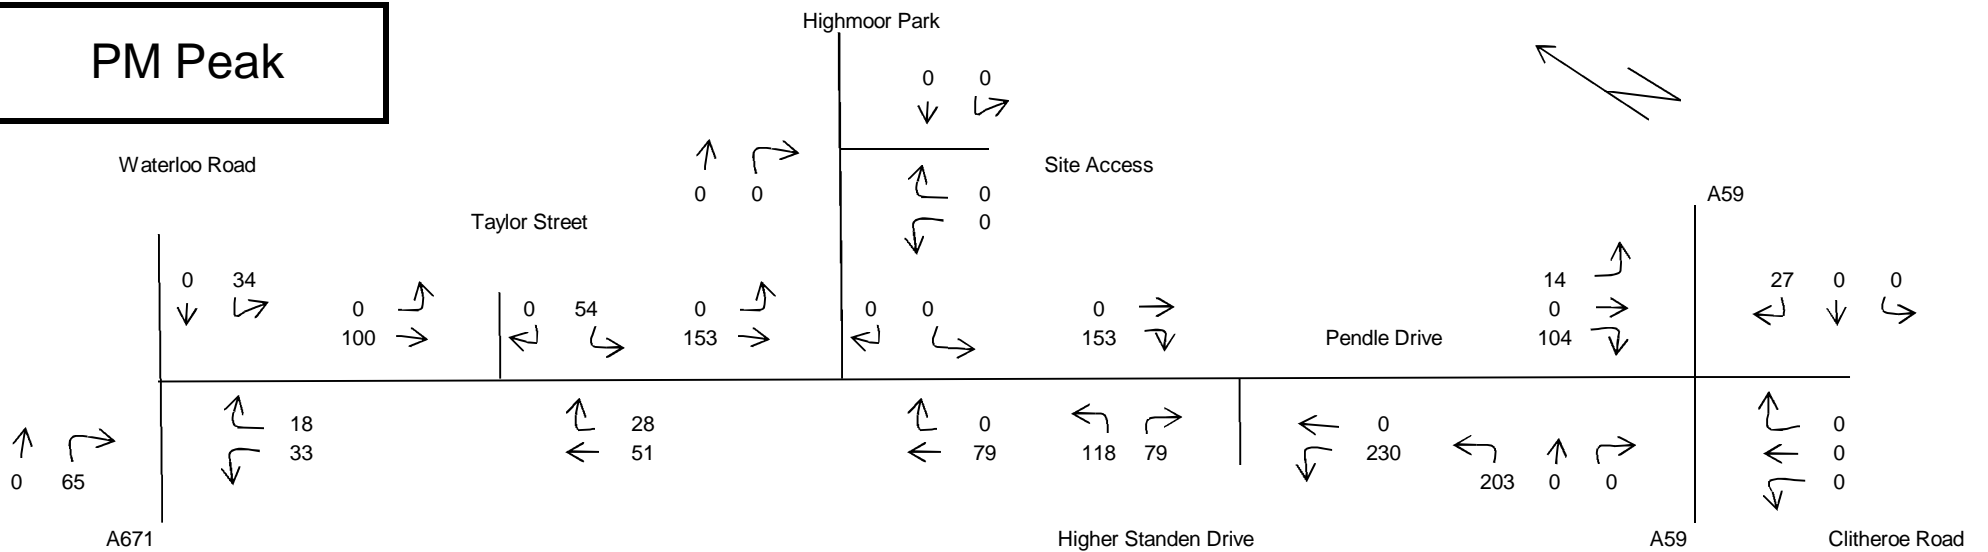 Highmoor Park
PM Peak
0 0
Waterloo Road
Site Access
0 0
0
0
A59
Taylor Street
0 34
14
27 0 0
0
0 54
0
0 0
0
0
100
153
153
Pendle Drive
104
18
28
0
0
0
33
51
79
118 79
230
0
0 65
203 0 0
0
A671
Higher Standen Drive
A59
Clitheroe Road